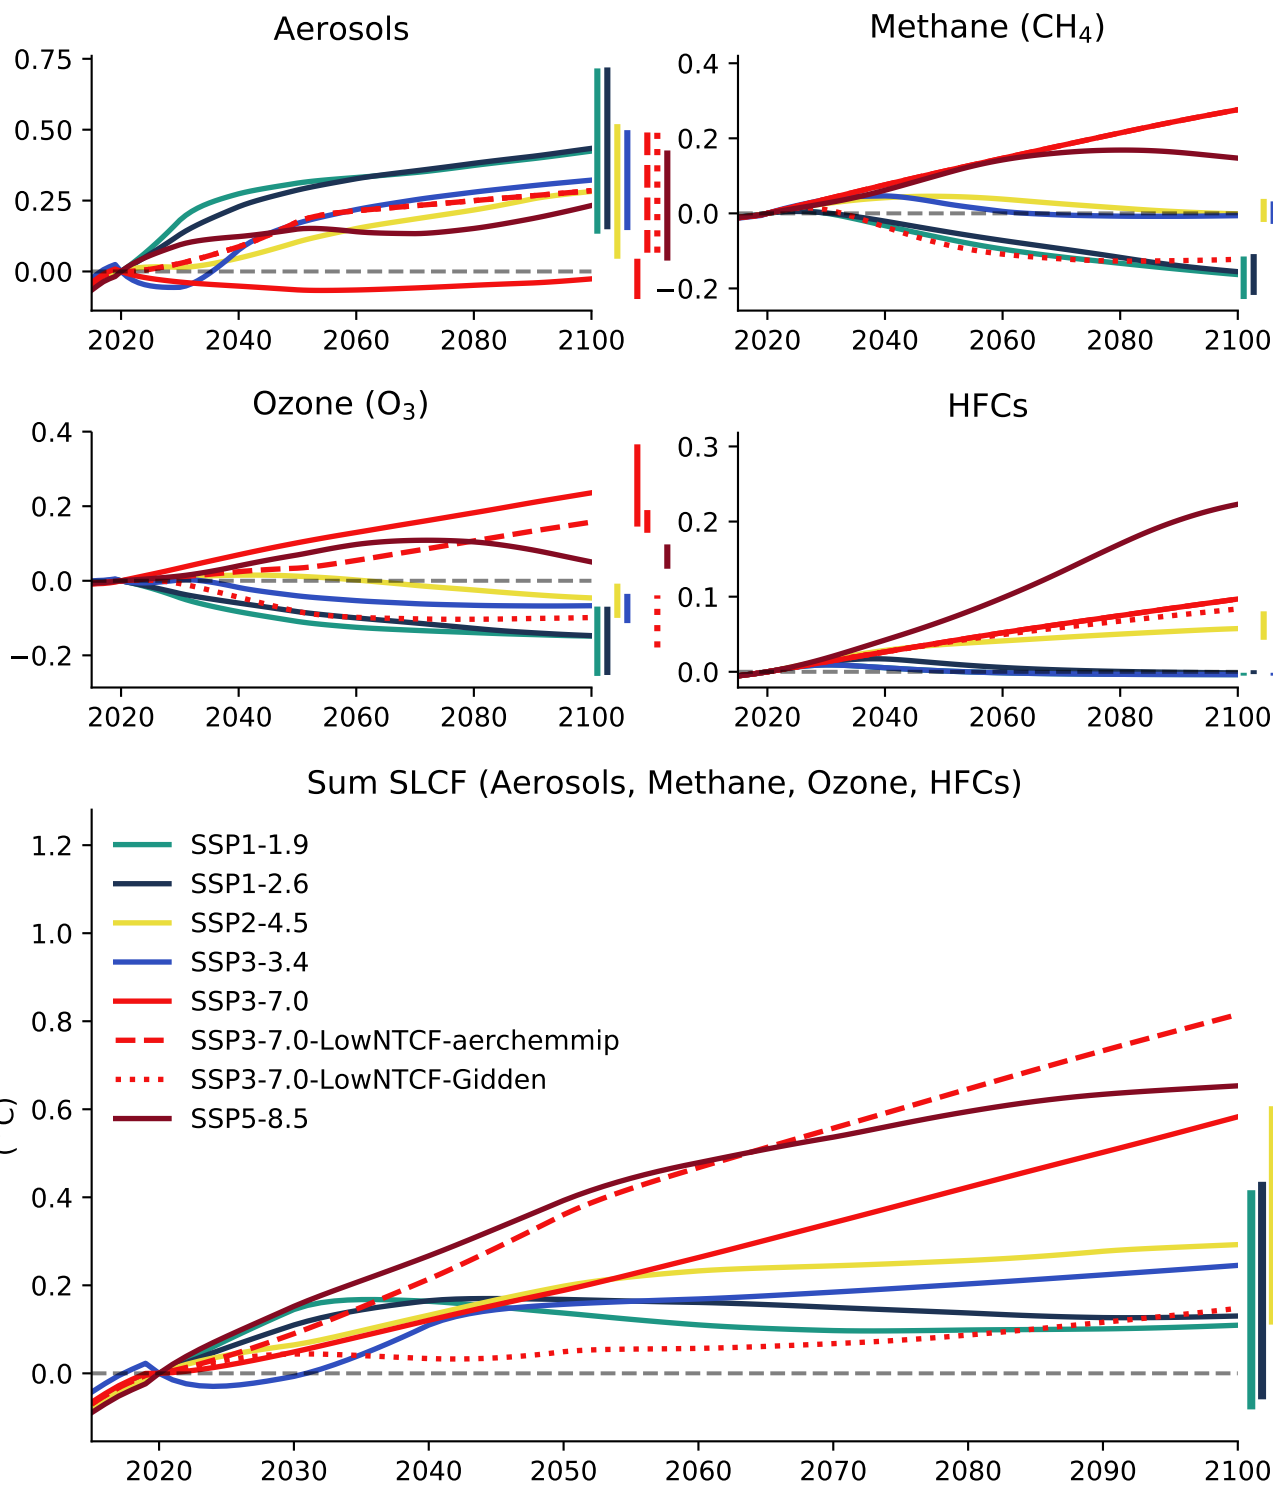 Aerosols
0.75
0.50
0.25
0.00
2020 2040 2060 2080 2100
Methane (CH₄)
0.4
0.2
0.0
−0.2
2020 2040 2060 2080 2100
Ozone (O₃)
0.4
0.2
0.0
−0.2
2020 2040 2060 2080 2100
HFCs
0.3
0.2
0.1
0.0
2020 2040 2060 2080 2100
Sum SLCF (Aerosols, Methane, Ozone, HFCs)
1.2
1.0
0.8
0.6
0.4
0.2
0.0
SSP1-1.9
SSP1-2.6
SSP2-4.5
SSP3-3.4
SSP3-7.0
SSP3-7.0-LowNTCF-aerchemmip
SSP3-7.0-LowNTCF-Gidden
SSP5-8.5
2020 2030 2040 2050 2060 2070 2080 2090 2100